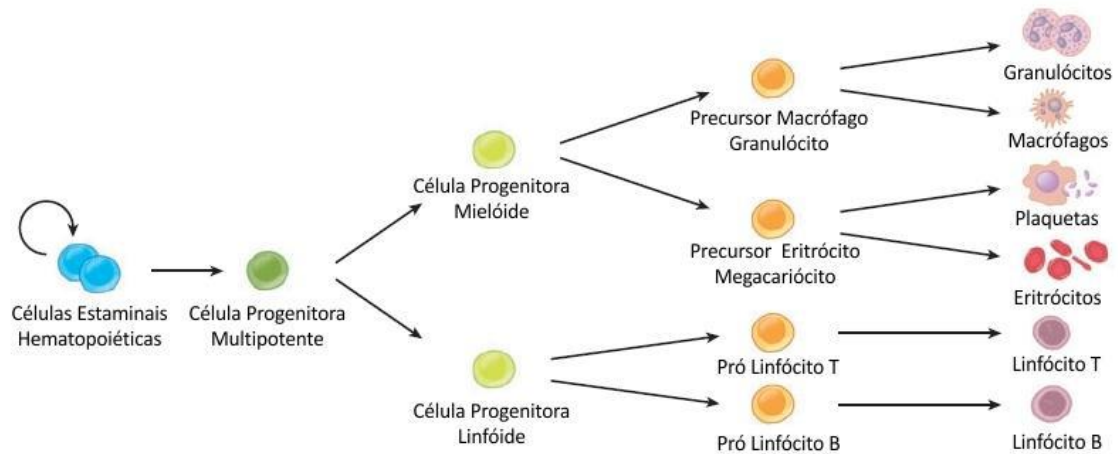 Células Estaminais
Hematopoiéticas
Célula Progenitora
Multipotente
Célula Progenitora
Mielóide
Célula Progenitora
Linfóide
Precursor Macrófago
Granulócito
Precursor Eritrócito
Megacariócito
Pró Linfócito T
Pró Linfócito B
Granulócitos
Macrófagos
Plaquetas
Eritrócitos
Linfócito T
Linfócito B